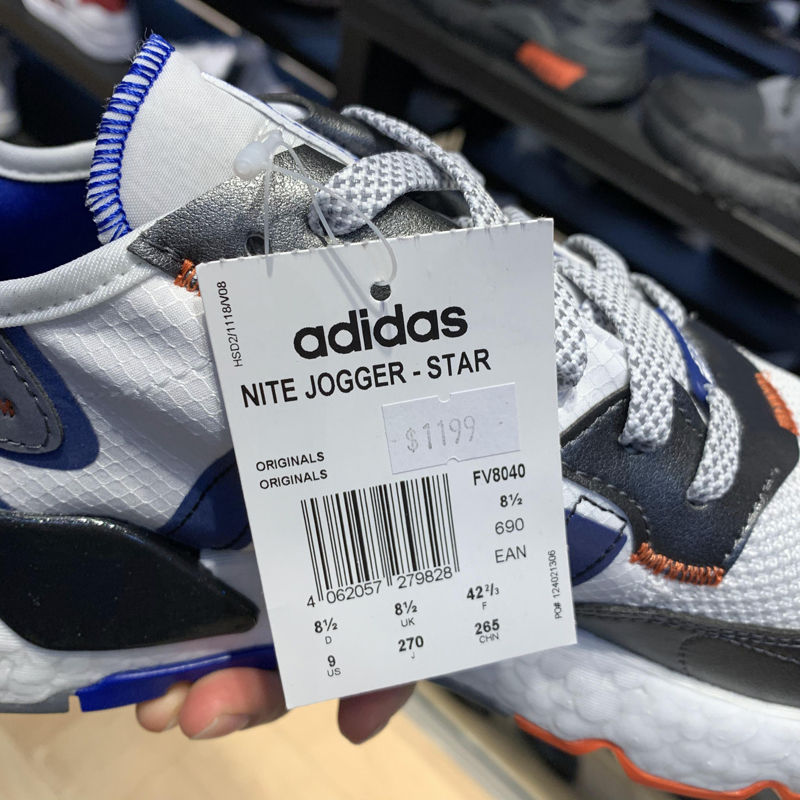 HSD2/1118/V08
adidas
NITE JOGGER - STAR
$1199
ORIGINALS
ORIGINALS
FV8040
8½
690
EAN
4 062057 279828
8½
D
8½
UK
42²/₃
F
9
US
270
J
265
CHN
PO# 124021306